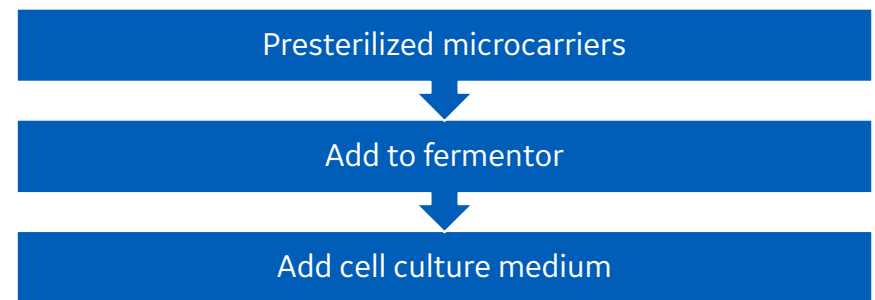 Presterilized microcarriers
Add to fermentor
Add cell culture medium